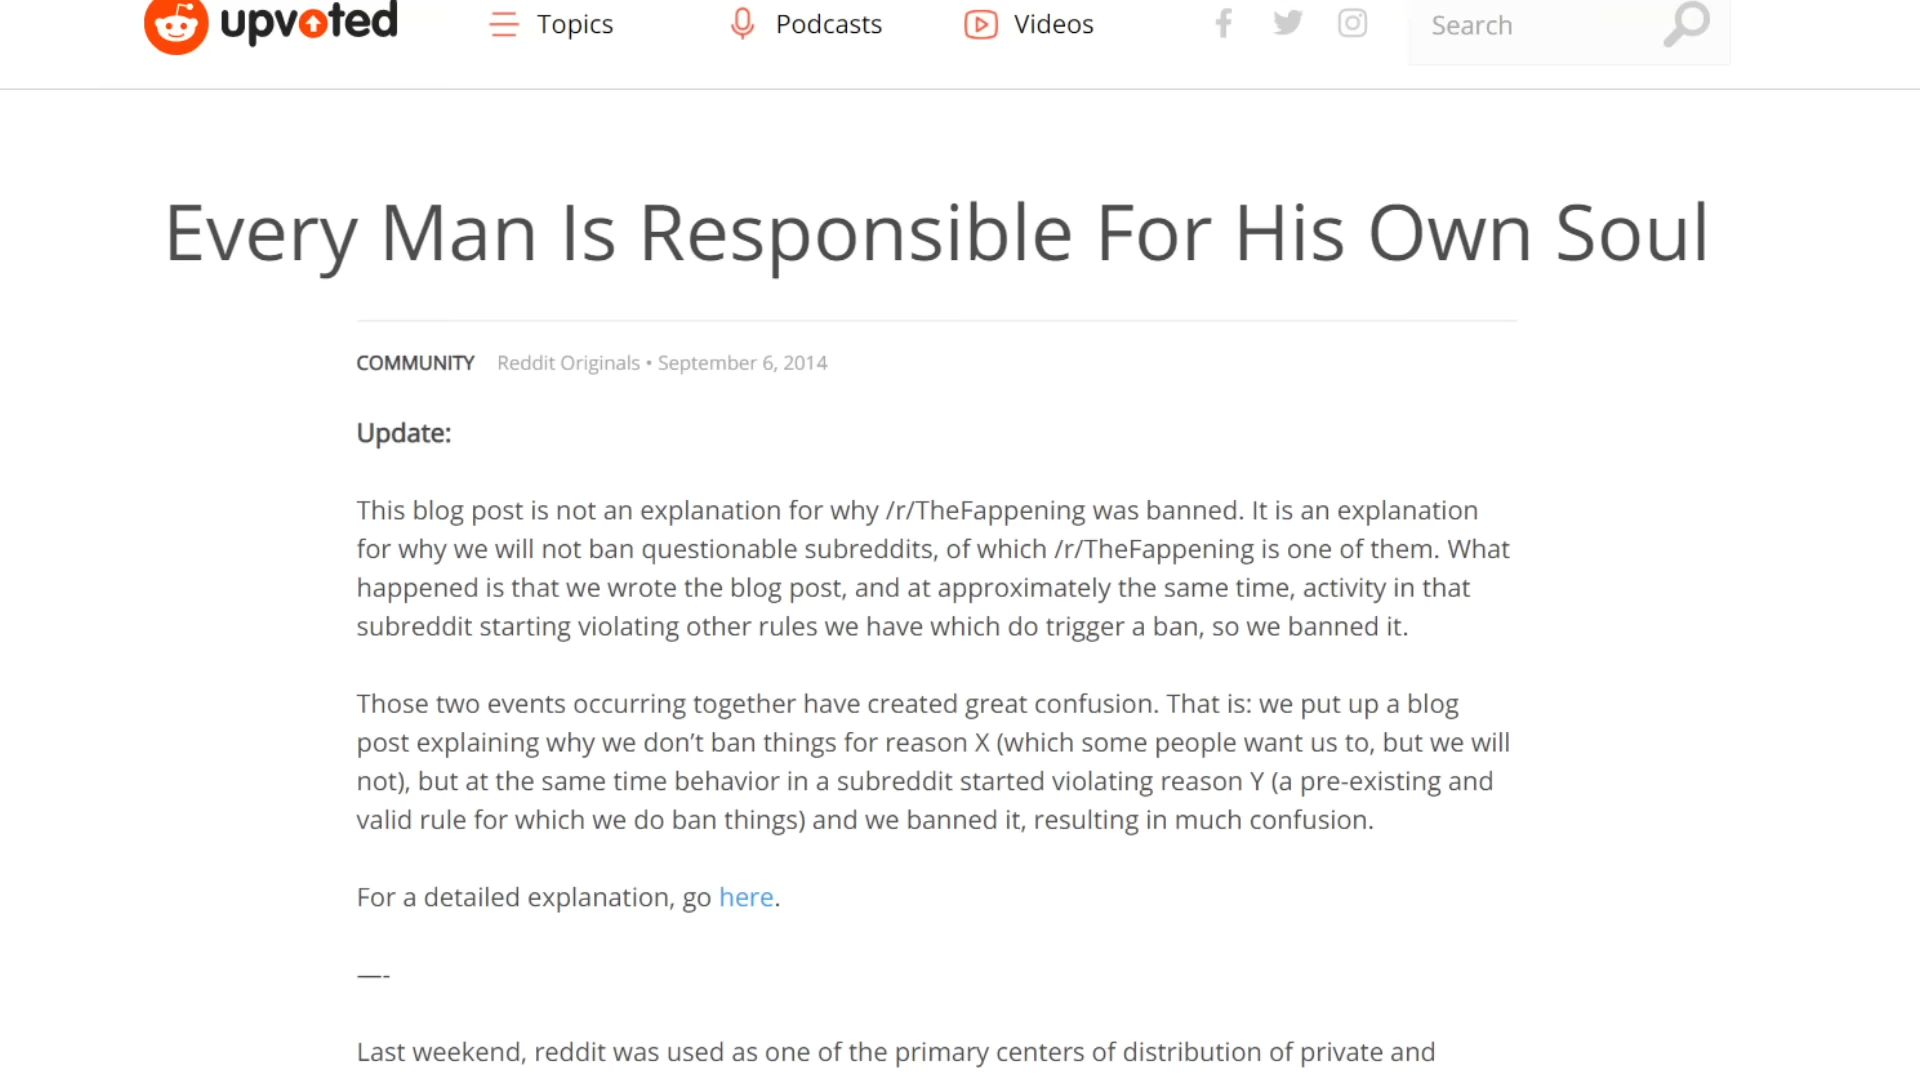 upvoted
Topics
Podcasts
Videos
Search
Every Man Is Responsible For His Own Soul
COMMUNITY Reddit Originals • September 6, 2014
Update:
This blog post is not an explanation for why /r/TheFappening was banned. It is an explanation
for why we will not ban questionable subreddits, of which /r/TheFappening is one of them. What
happened is that we wrote the blog post, and at approximately the same time, activity in that
subreddit starting violating other rules we have which do trigger a ban, so we banned it.
Those two events occurring together have created great confusion. That is: we put up a blog
post explaining why we don’t ban things for reason X (which some people want us to, but we will
not), but at the same time behavior in a subreddit started violating reason Y (a pre-existing and
valid rule for which we do ban things) and we banned it, resulting in much confusion.
For a detailed explanation, go here.
—-
Last weekend, reddit was used as one of the primary centers of distribution of private and